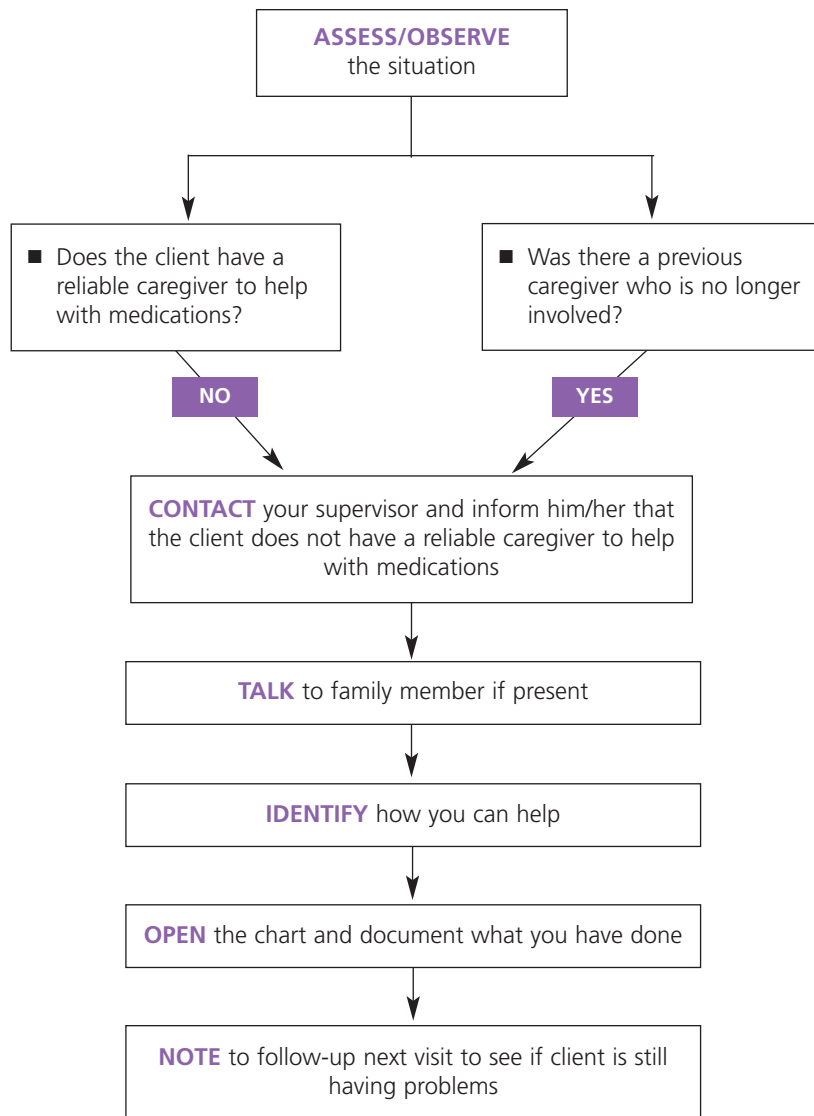 ASSESS/OBSERVE
the situation
■ Does the client have a
reliable caregiver to help
with medications?
■ Was there a previous
caregiver who is no longer
involved?
NO
YES
CONTACT your supervisor and inform him/her that
the client does not have a reliable caregiver to help
with medications
TALK to family member if present
IDENTIFY how you can help
OPEN the chart and document what you have done
NOTE to follow-up next visit to see if client is still
having problems